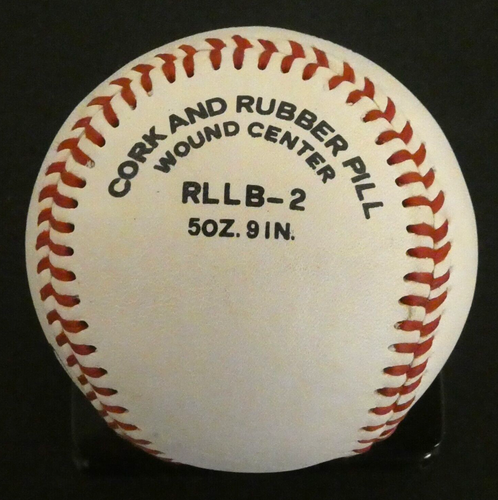 CORK AND RUBBER PILL
WOUND CENTER
RLLB-2
5OZ. 9IN.